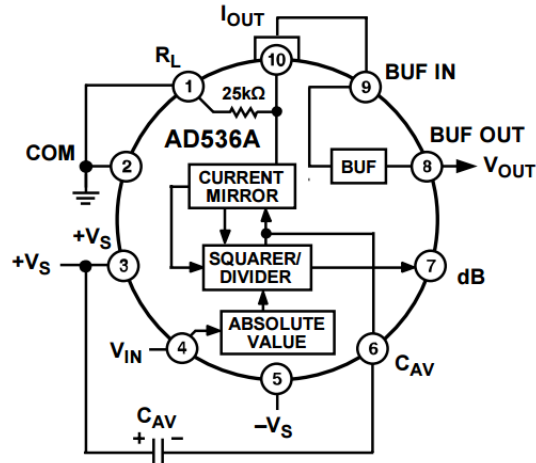 IOUT
10
RL
1
25kΩ
9
BUF IN
AD536A
BUF OUT
COM
2
CURRENT
MIRROR
BUF
8
VOUT
+VS
+VS
3
SQUARER/
DIVIDER
7
dB
VIN
4
ABSOLUTE
VALUE
6
CAV
5
–VS
CAV
+
–